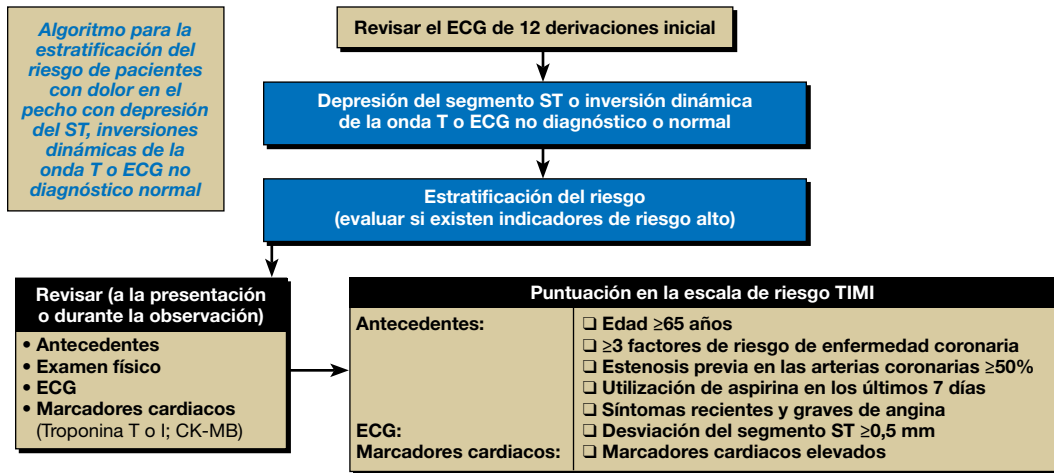 Algoritmo para la
estratificación del
riesgo de pacientes
con dolor en el
pecho con depresión
del ST, inversiones
dinámicas de la
onda T o ECG no
diagnóstico normal
Revisar el ECG de 12 derivaciones inicial
Depresión del segmento ST o inversión dinámica
de la onda T o ECG no diagnóstico o normal
Estratificación del riesgo
(evaluar si existen indicadores de riesgo alto)
Revisar (a la presentación
o durante la observación)
• Antecedentes
• Examen físico
• ECG
• Marcadores cardiacos
(Troponina T o I; CK-MB)
Puntuación en la escala de riesgo TIMI
Antecedentes: ❑ Edad ≥65 años
❑ ≥3 factores de riesgo de enfermedad coronaria
❑ Estenosis previa en las arterias coronarias ≥50%
❑ Utilización de aspirina en los últimos 7 días
❑ Síntomas recientes y graves de angina
ECG: ❑ Desviación del segmento ST ≥0,5 mm
Marcadores cardiacos: ❑ Marcadores cardiacos elevados